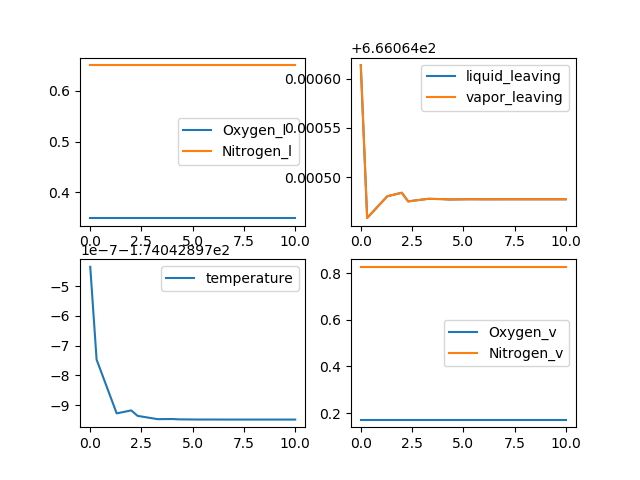 0.6
0.5
0.4
0.0 2.5 5.0 7.5 10.0
Oxygen_l
Nitrogen_l
+6.66064e2
0.00060
0.00055
0.00050
0.0 2.5 5.0 7.5 10.0
liquid_leaving
vapor_leaving
1e-7−1.74042897e2
−5
−6
−7
−8
−9
0.0 2.5 5.0 7.5 10.0
temperature
0.8
0.6
0.4
0.2
0.0 2.5 5.0 7.5 10.0
Oxygen_v
Nitrogen_v